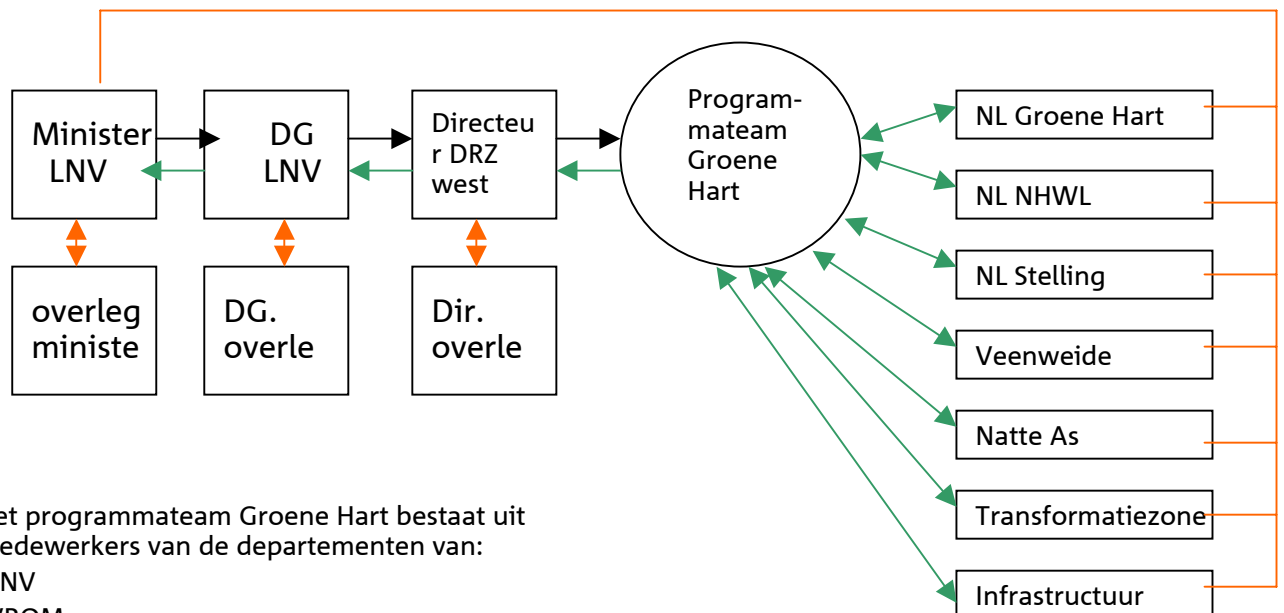 Minister
LNV
DG
LNV
Directeu
r DRZ
west
Program-
mateam
Groene
Hart
NL Groene Hart
NL NHWL
NL Stelling
Veenweide
Natte As
Transformatiezone
Infrastructuur
overleg
ministe
DG.
overle
Dir.
overle
et programmateam Groene Hart bestaat uit
edewerkers van de departementen van:
NV